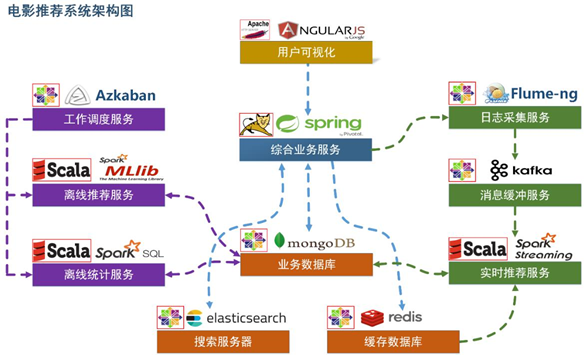 电影推荐系统架构图
Apache
ANGULARJS
by Google
用户可视化
Azkaban
工作调度服务
spring
by Pivotal
综合业务服务
Flume-ng
日志采集服务
Scala
Spark
MLlib
The Machine Learning Library
离线推荐服务
kafka
消息缓冲服务
Scala
Spark SQL
离线统计服务
mongoDB
业务数据库
Scala
Spark
Streaming
实时推荐服务
elasticsearch
搜索服务器
redis
缓存数据库